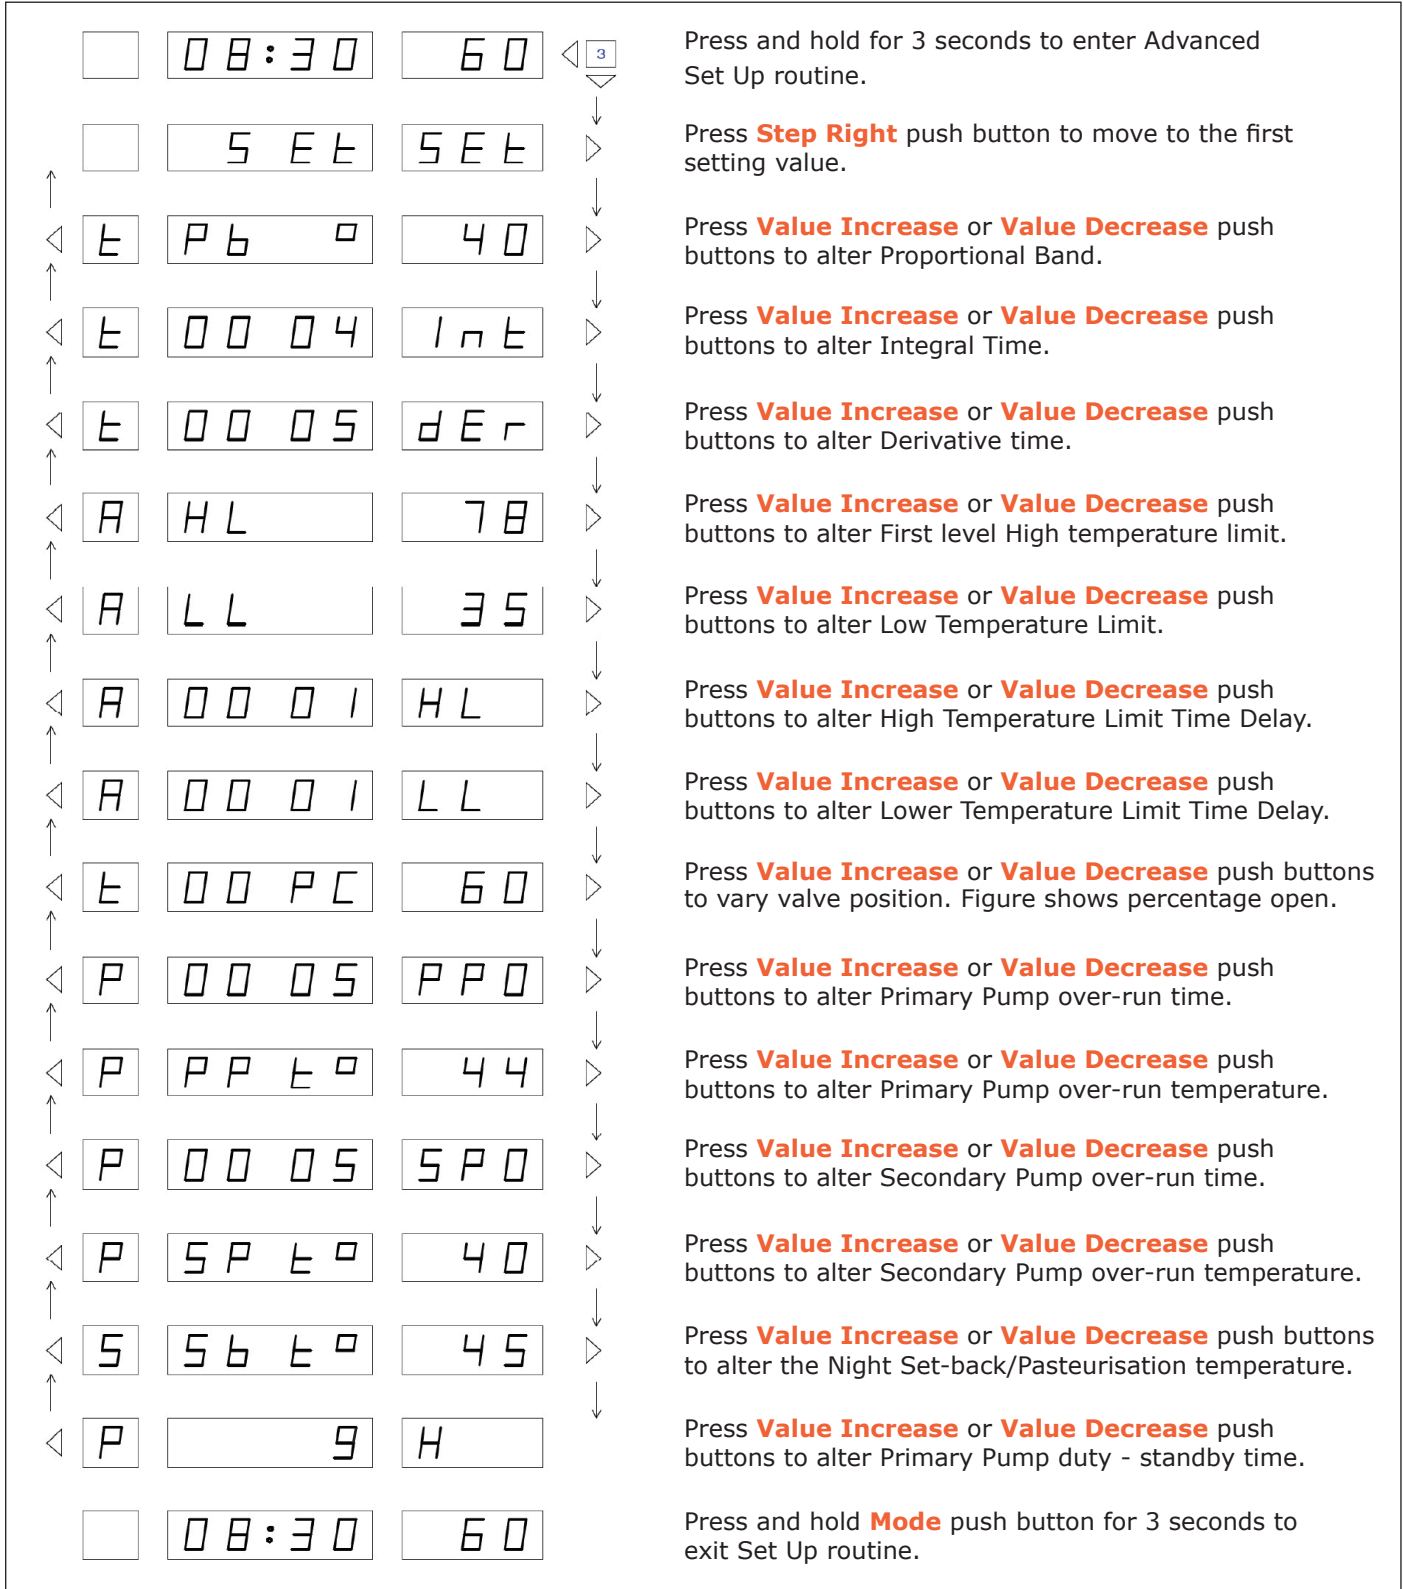 08:30 60 3 Press and hold for 3 seconds to enter Advanced
Set Up routine.
SEt SEt Press Step Right push button to move to the first
setting value.
t Pb ° 40 Press Value Increase or Value Decrease push
buttons to alter Proportional Band.
t 00 04 Int Press Value Increase or Value Decrease push
buttons to alter Integral Time.
t 00 05 dEr Press Value Increase or Value Decrease push
buttons to alter Derivative time.
A HL 78 Press Value Increase or Value Decrease push
buttons to alter First level High temperature limit.
A LL 35 Press Value Increase or Value Decrease push
buttons to alter Low Temperature Limit.
A 00 01 HL Press Value Increase or Value Decrease push
buttons to alter High Temperature Limit Time Delay.
A 00 01 LL Press Value Increase or Value Decrease push
buttons to alter Lower Temperature Limit Time Delay.
t 00 PC 60 Press Value Increase or Value Decrease push buttons
to vary valve position. Figure shows percentage open.
P 00 05 PPO Press Value Increase or Value Decrease push
buttons to alter Primary Pump over-run time.
P PP t° 44 Press Value Increase or Value Decrease push
buttons to alter Primary Pump over-run temperature.
P 00 05 SPO Press Value Increase or Value Decrease push
buttons to alter Secondary Pump over-run time.
P SP t° 40 Press Value Increase or Value Decrease push
buttons to alter Secondary Pump over-run temperature.
S Sb t° 45 Press Value Increase or Value Decrease push buttons
to alter the Night Set-back/Pasteurisation temperature.
P 9 H Press Value Increase or Value Decrease push
buttons to alter Primary Pump duty - standby time.
08:30 60 Press and hold Mode push button for 3 seconds to
exit Set Up routine.